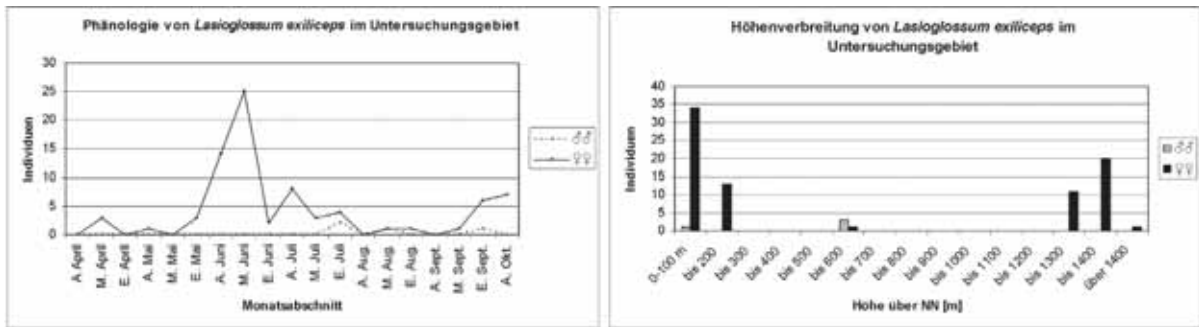 Phänologie von Lasioglossum exiliceps im Untersuchungsgebiet
Individuen
30
25
20
15
10
5
0
A. April
M. April
E. April
A. Mai
M. Mai
E. Mai
A. Juni
M. Juni
E. Juni
A. Juli
M. Juli
E. Juli
A. Aug.
M. Aug.
E. Aug.
A. Sept.
M. Sept.
E. Sept.
A. Okt.
Monatsabschnitt
♂♂
♀♀
Höhenverbreitung von Lasioglossum exiliceps im
Untersuchungsgebiet
Individuen
40
35
30
25
20
15
10
5
0
0-100 m
bis 200
bis 300
bis 400
bis 500
bis 600
bis 700
bis 800
bis 900
bis 1000
bis 1100
bis 1200
bis 1300
bis 1400
über 1400
Höhe über NN [m]
♂♂
♀♀